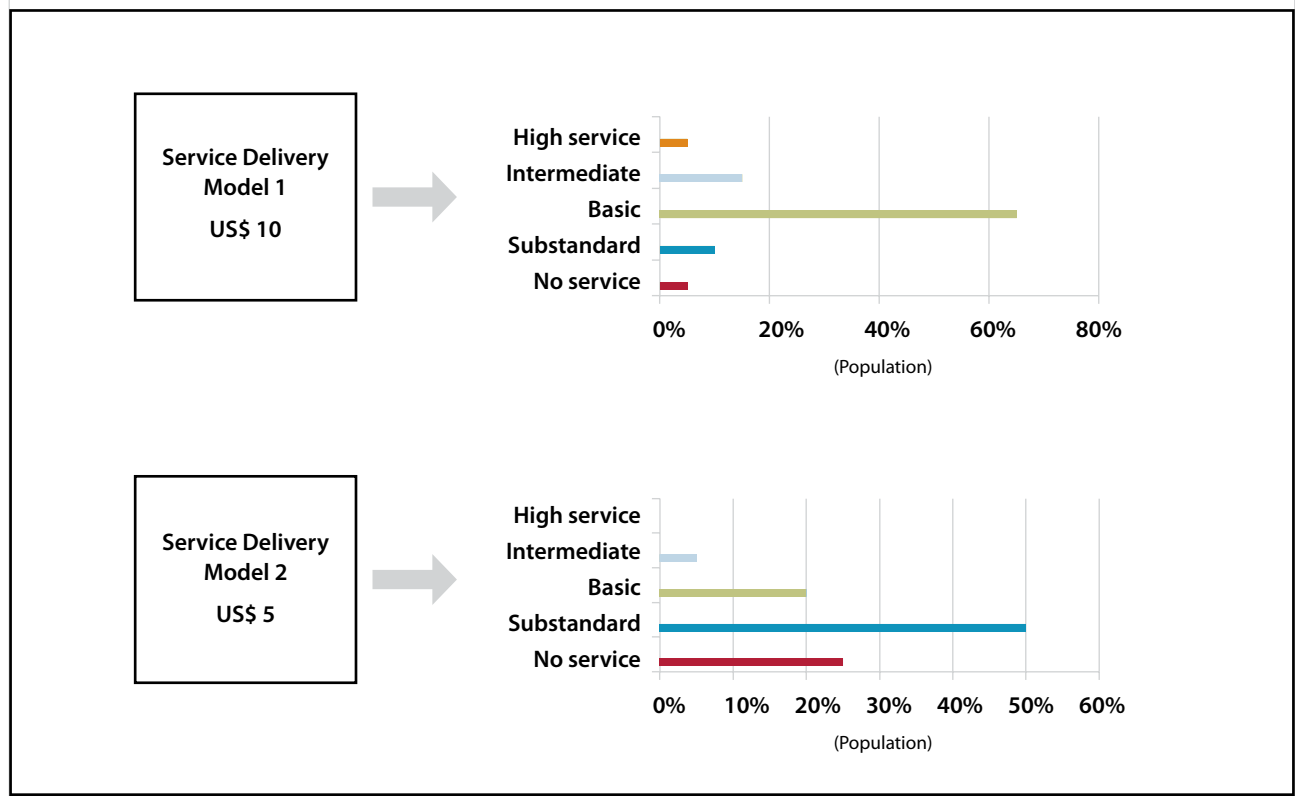 Service Delivery
Model 1
US$ 10
High service
Intermediate
Basic
Substandard
No service
0% 20% 40% 60% 80%
(Population)
Service Delivery
Model 2
US$ 5
High service
Intermediate
Basic
Substandard
No service
0% 10% 20% 30% 40% 50% 60%
(Population)